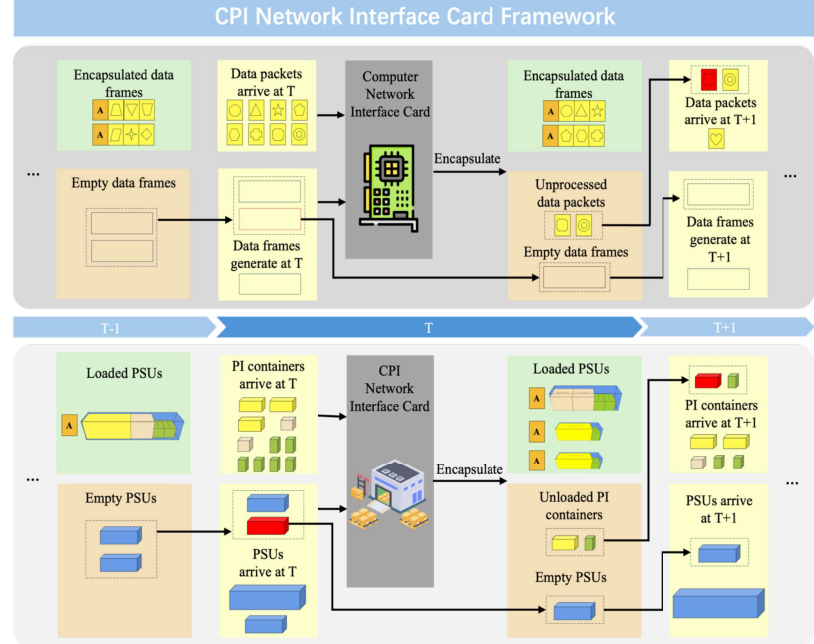 CPI Network Interface Card Framework
Encapsulated data
frames
A
A
Data packets
arrive at T
Computer
Network
Interface Card
Encapsulate
Encapsulated data
frames
A
A
Data packets
arrive at T+1
...
Empty data frames
Data frames
generate at T
Unprocessed
data packets
Empty data frames
Data frames
generate at
T+1
...
T-1
T
T+1
Loaded PSUs
A
PI containers
arrive at T
CPI
Network
Interface Card
Encapsulate
Loaded PSUs
A
A
A
PI containers
arrive at T+1
...
Empty PSUs
PSUs
arrive at T
Unloaded PI
containers
Empty PSUs
PSUs arrive
at T+1
...